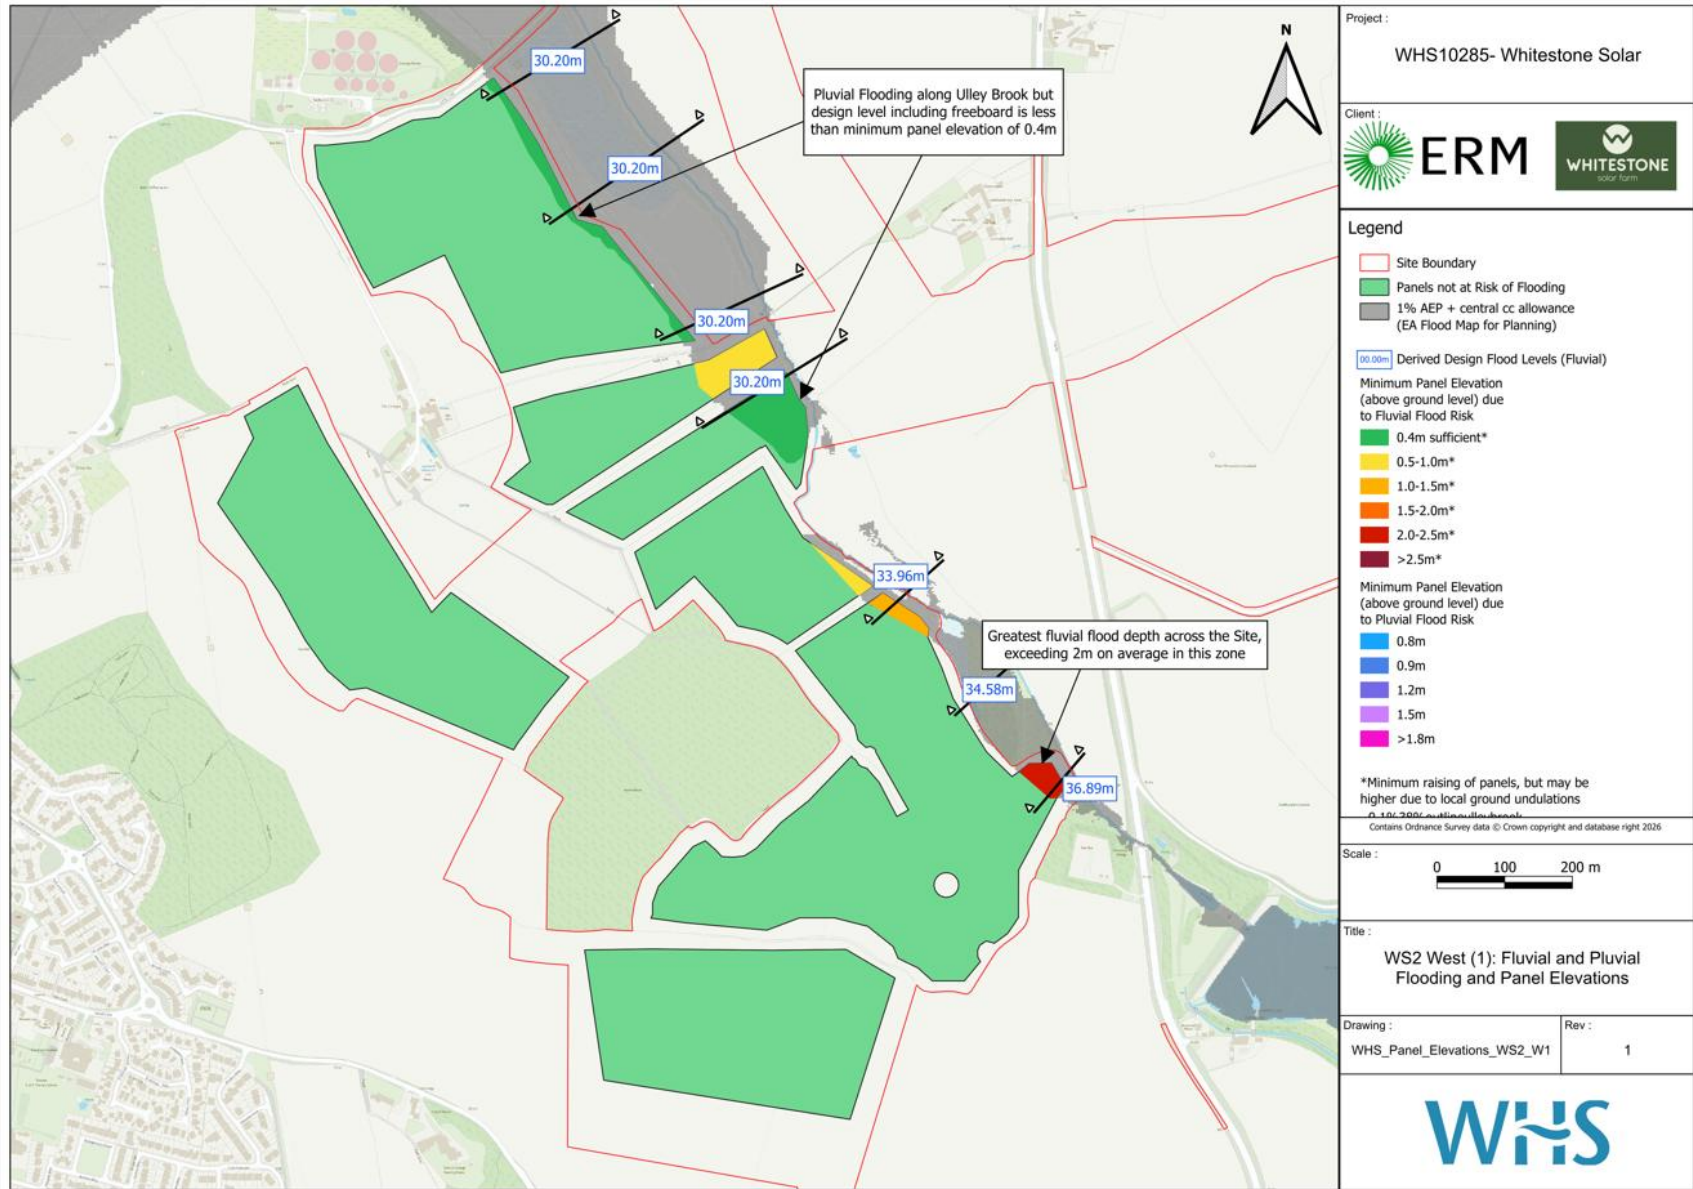 30.20m
30.20m
30.20m
30.20m
33.96m
34.58m
36.89m
Pluvial Flooding along Ulley Brook but
design level including freeboard is less
than minimum panel elevation of 0.4m
Greatest fluvial flood depth across the Site,
exceeding 2m on average in this zone
N
Project :
WHS10285- Whitestone Solar
Client :
ERM
WHITESTONE
solar farm
Legend
Site Boundary
Panels not at Risk of Flooding
1% AEP + central cc allowance
(EA Flood Map for Planning)
00.00m Derived Design Flood Levels (Fluvial)
Minimum Panel Elevation
(above ground level) due
to Fluvial Flood Risk
0.4m sufficient*
0.5-1.0m*
1.0-1.5m*
1.5-2.0m*
2.0-2.5m*
>2.5m*
Minimum Panel Elevation
(above ground level) due
to Pluvial Flood Risk
0.8m
0.9m
1.2m
1.5m
>1.8m
*Minimum raising of panels, but may be
higher due to local ground undulations
Contains Ordnance Survey data © Crown copyright and database right 2026
Scale :
0 100 200 m
Title :
WS2 West (1): Fluvial and Pluvial
Flooding and Panel Elevations
Drawing :
WHS_Panel_Elevations_WS2_W1
Rev :
1
WHS